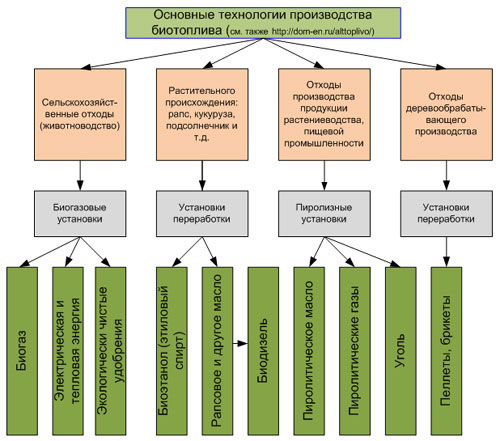 Основные технологии производства
биотоплива (см. также http://dom-en.ru/alttoplivo/)
Сельскохозяйст-
венные отходы
(животноводство)
Растительного
происхождения:
рапс, кукуруза,
подсолнечник и
т.д.
Отходы
производства
продукции
растениеводства,
пищевой
промышленности
Отходы
деревообрабаты-
вающего
производства
Биогазовые
установки
Установки
переработки
Пиролизные
установки
Установки
переработки
Биогаз
Электрическая и
тепловая энергия
Экологически чистые
удобрения
Биоэтанол (этиловый
спирт)
Рапсовое и другое масло
Биодизель
Пиролитическое масло
Пиролитические газы
Уголь
Пеллеты, брикеты